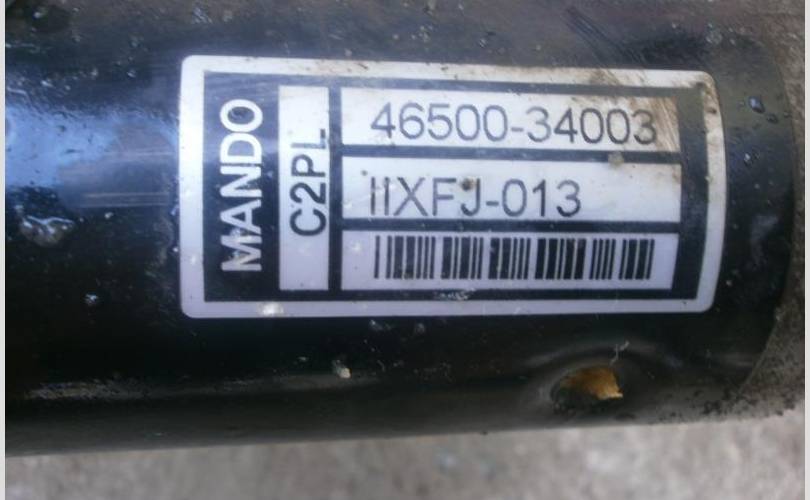 MANDO
C2PL
46500-34003
IIXFJ-013